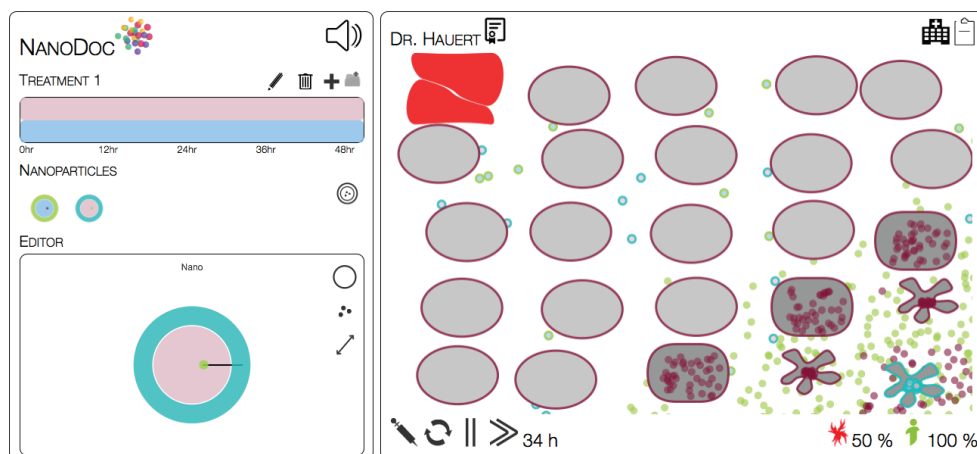 NANODOC
TREATMENT 1
0hr 12hr 24hr 36hr 48hr
NANOPARTICLES
EDITOR
Nano
DR. HAUERT
34 h
50 % 100 %